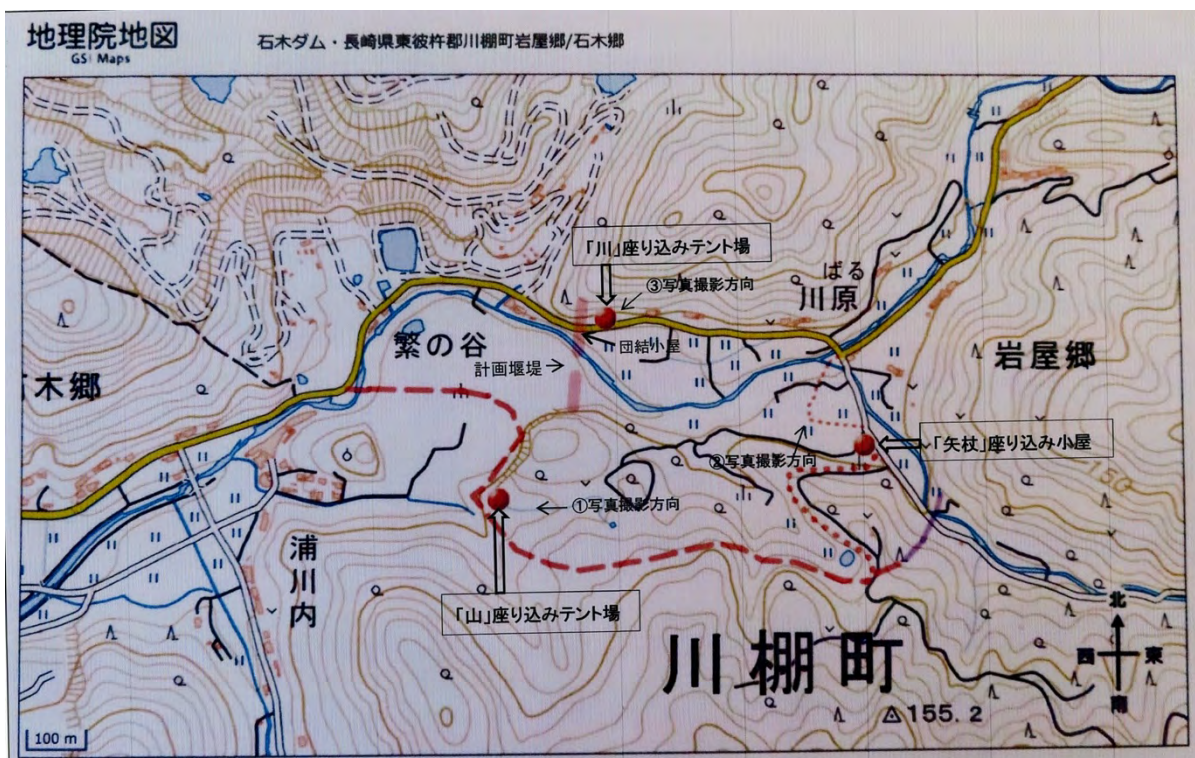 地理院地図
GSI Maps
石木ダム・長崎県東彼杵郡川棚町岩屋郷/石木郷
「川」座り込みテント場
③写真撮影方向
ばる
川原
団結小屋
繁の谷
計画堰堤→
岩屋郷
木郷
「矢杖」座り込み小屋
②写真撮影方向
150
①写真撮影方向
浦川内
「山」座り込みテント場
川棚町
北
西 東
南
155.2
100 m